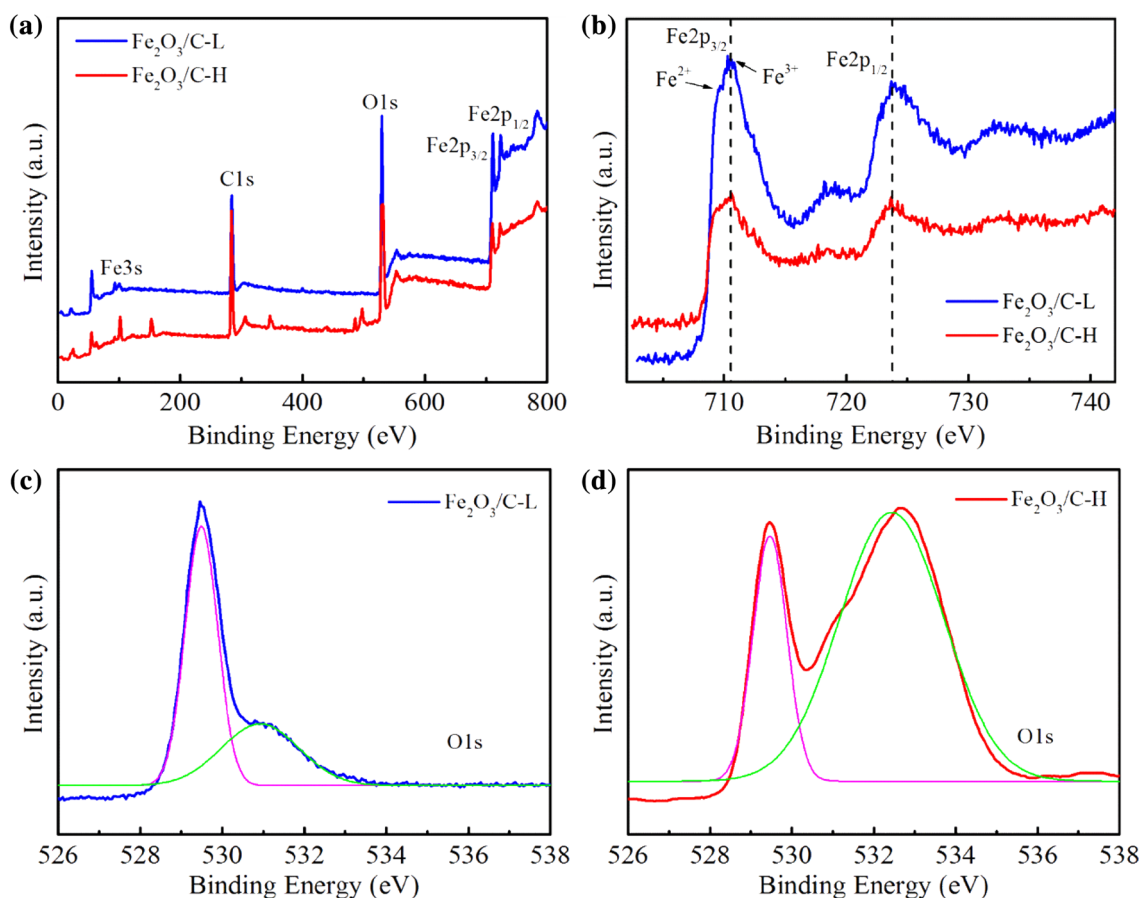 (a)
Fe₂O₃/C-L
Fe₂O₃/C-H
Fe3s
C1s
O1s
Fe2p₃/₂
Fe2p₁/₂
Intensity (a.u.)
0 200 400 600 800
Binding Energy (eV)
(b)
Fe2p₃/₂
Fe²⁺
Fe³⁺
Fe2p₁/₂
Fe₂O₃/C-L
Fe₂O₃/C-H
Intensity (a.u.)
710 720 730 740
Binding Energy (eV)
(c)
Fe₂O₃/C-L
O1s
Intensity (a.u.)
526 528 530 532 534 536 538
Binding Energy (eV)
(d)
Fe₂O₃/C-H
O1s
Intensity (a.u.)
526 528 530 532 534 536 538
Binding Energy (eV)